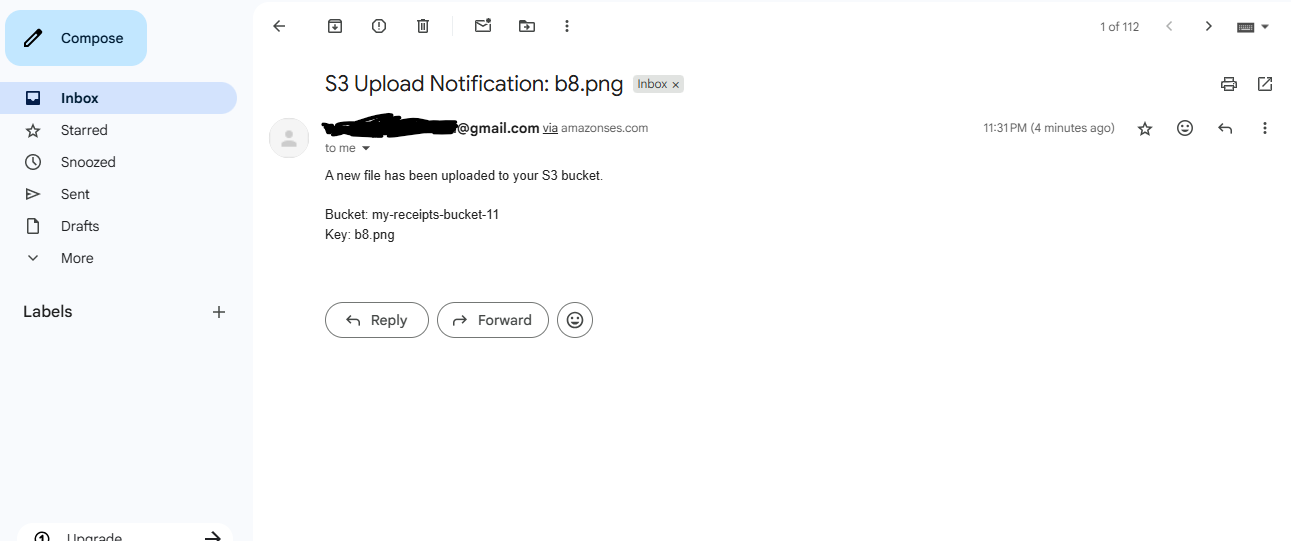 Compose
1 of 112
Inbox
Starred
Snoozed
Sent
Drafts
More
Labels
Upgrade
S3 Upload Notification: b8.png Inbox x
@gmail.com via amazonses.com 11:31 PM (4 minutes ago)
to me
A new file has been uploaded to your S3 bucket.
Bucket: my-receipts-bucket-11
Key: b8.png
Reply Forward